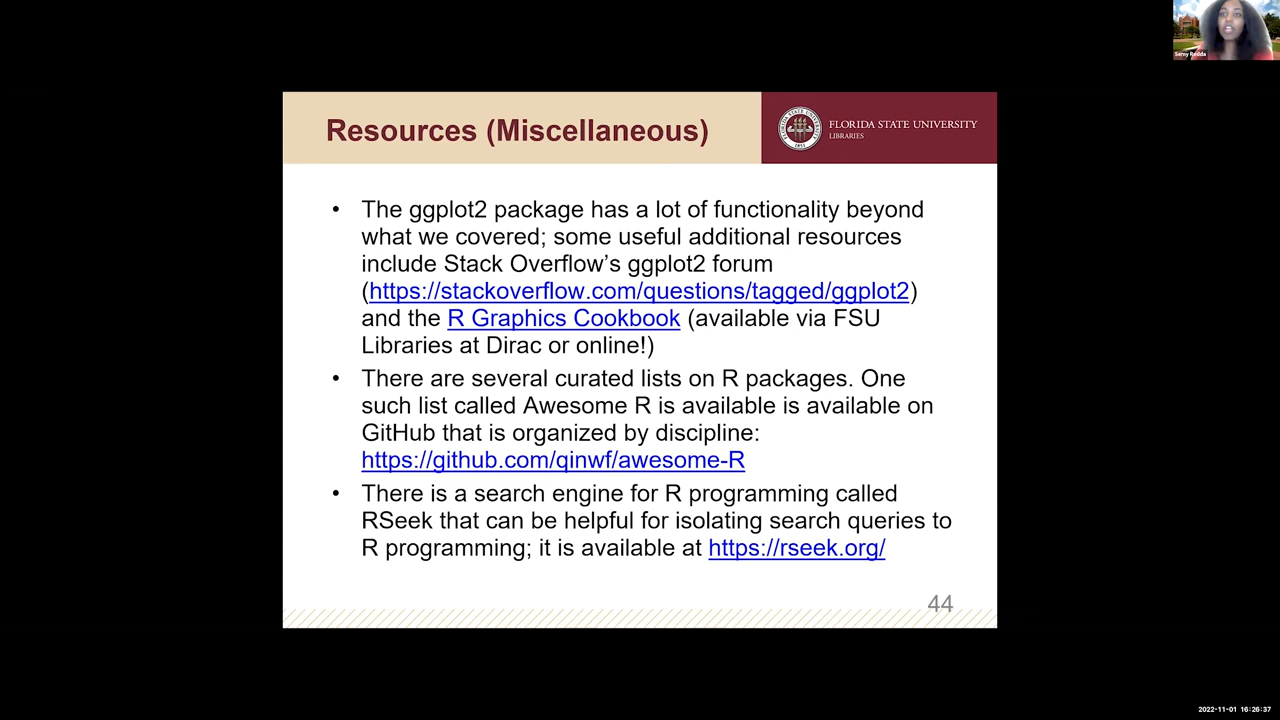 Samy Redda
Resources (Miscellaneous)
FLORIDA STATE UNIVERSITY
LIBRARIES
• The ggplot2 package has a lot of functionality beyond
what we covered; some useful additional resources
include Stack Overflow’s ggplot2 forum
(https://stackoverflow.com/questions/tagged/ggplot2)
and the R Graphics Cookbook (available via FSU
Libraries at Dirac or online!)
• There are several curated lists on R packages. One
such list called Awesome R is available is available on
GitHub that is organized by discipline:
https://github.com/qinwf/awesome-R
• There is a search engine for R programming called
RSeek that can be helpful for isolating search queries to
R programming; it is available at https://rseek.org/
44
2022-11-01 16:26:37